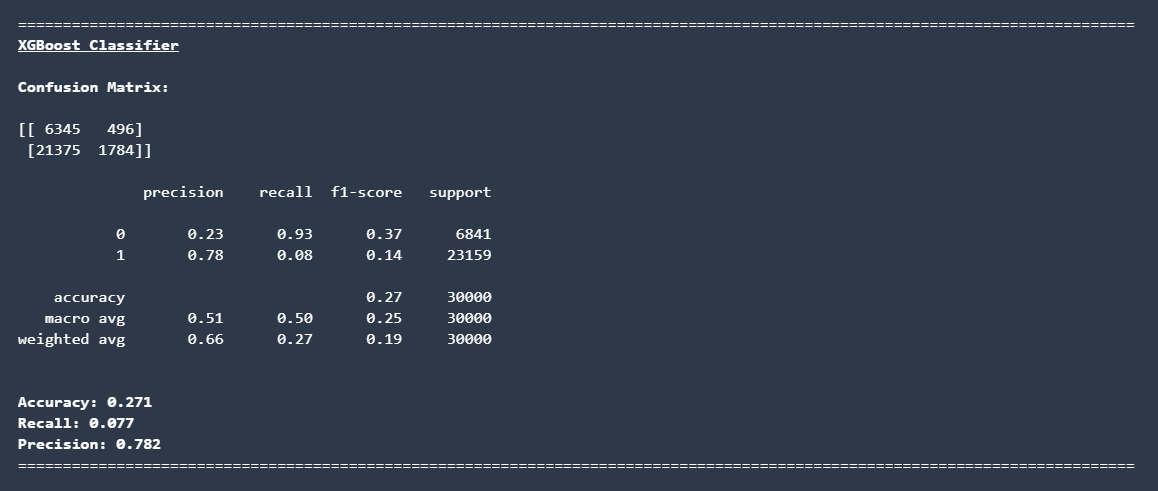 =============================================================================================================================
XGBoost Classifier
Confusion Matrix:
[[ 6345   496]
 [21375  1784]]
              precision    recall  f1-score   support
           0       0.23      0.93      0.37      6841
           1       0.78      0.08      0.14     23159
    accuracy                           0.27     30000
   macro avg       0.51      0.50      0.25     30000
weighted avg       0.66      0.27      0.19     30000
Accuracy: 0.271
Recall: 0.077
Precision: 0.782
=============================================================================================================================